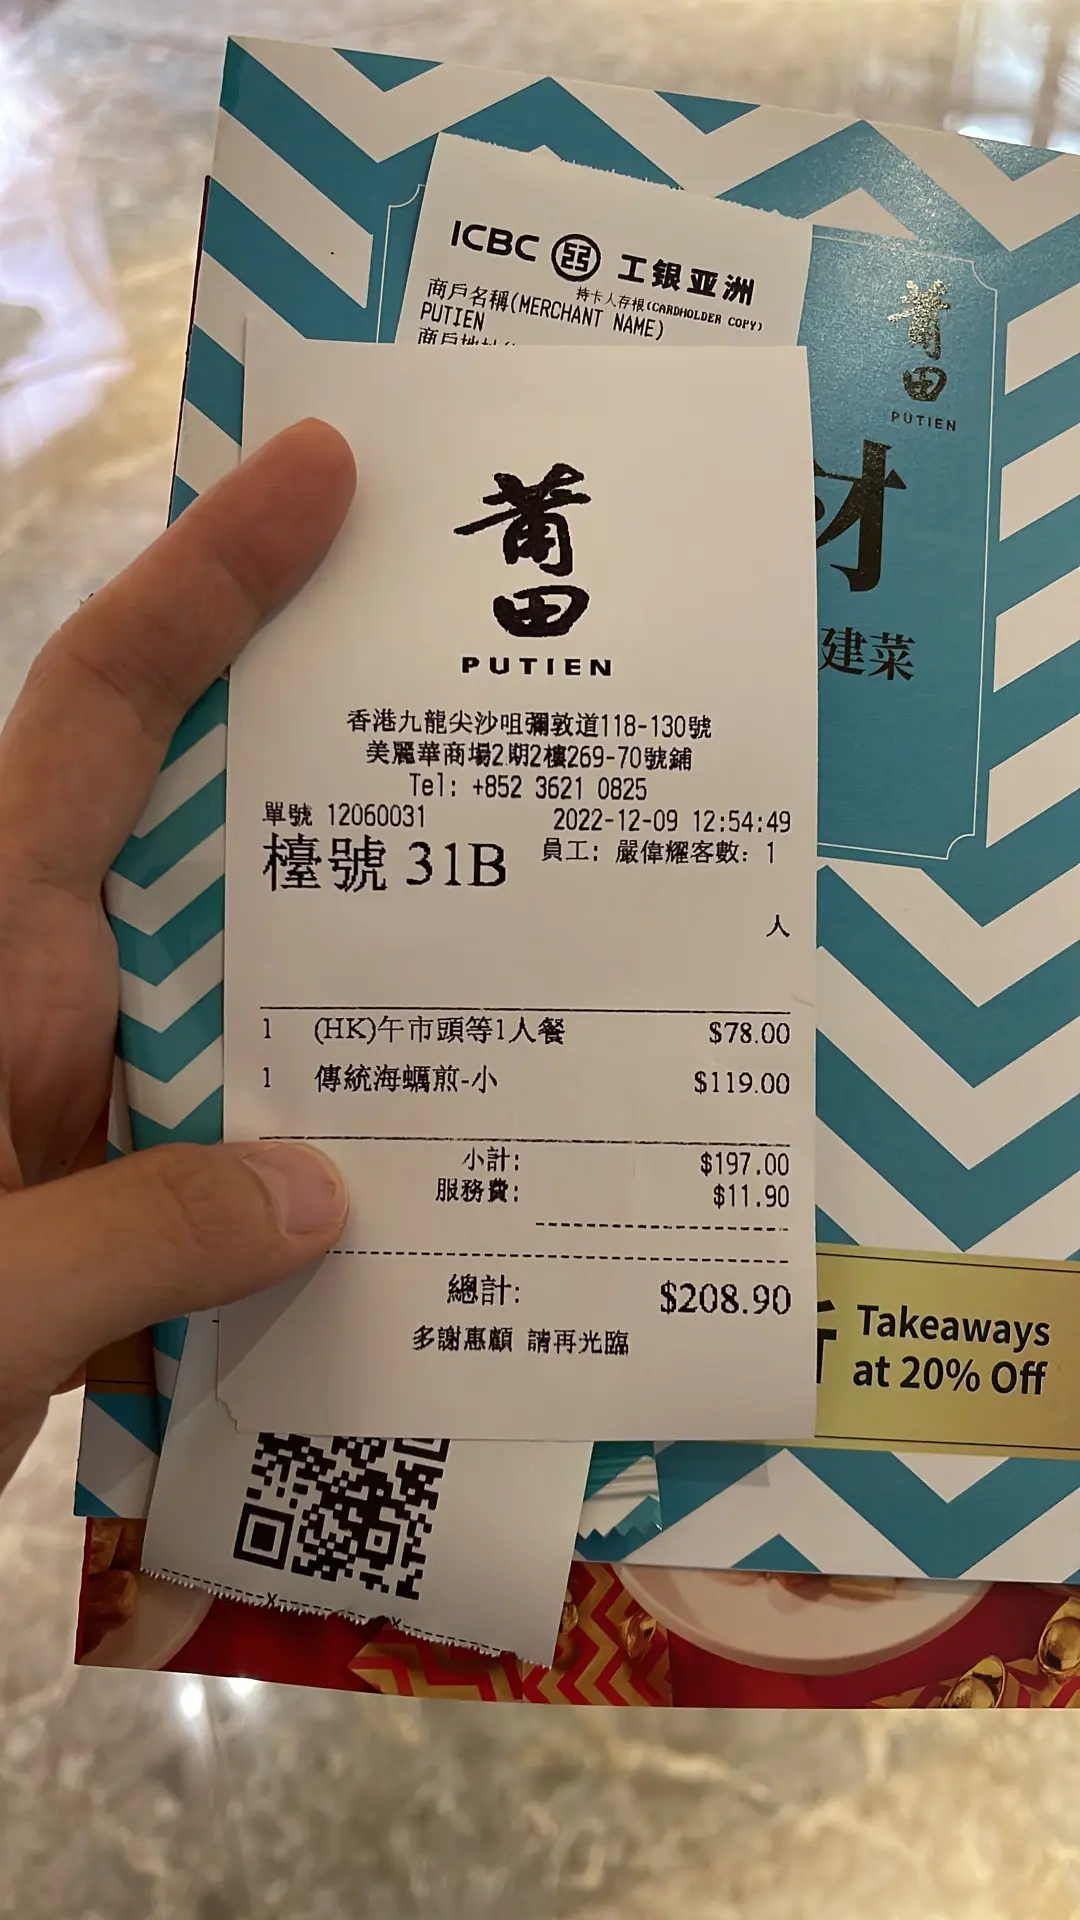 ICBC 工银亚洲
持卡人存根(CARDHOLDER COPY)
商戶名稱(MERCHANT NAME)
PUTIEN
商戶地址
莆田
PUTIEN
材
建菜
莆田
PUTIEN
香港九龍尖沙咀彌敦道118-130號
美麗華商場2期2樓269-70號鋪
Tel: +852 3621 0825
單號 12060031 2022-12-09 12:54:49
檯號 31B 員工: 嚴偉耀客數: 1
人
1 (HK)午市頭等1人餐 $78.00
1 傳統海蠣煎-小 $119.00
小計: $197.00
服務費: $11.90
總計: $208.90
多謝惠顧 請再光臨
Takeaways
at 20% Off